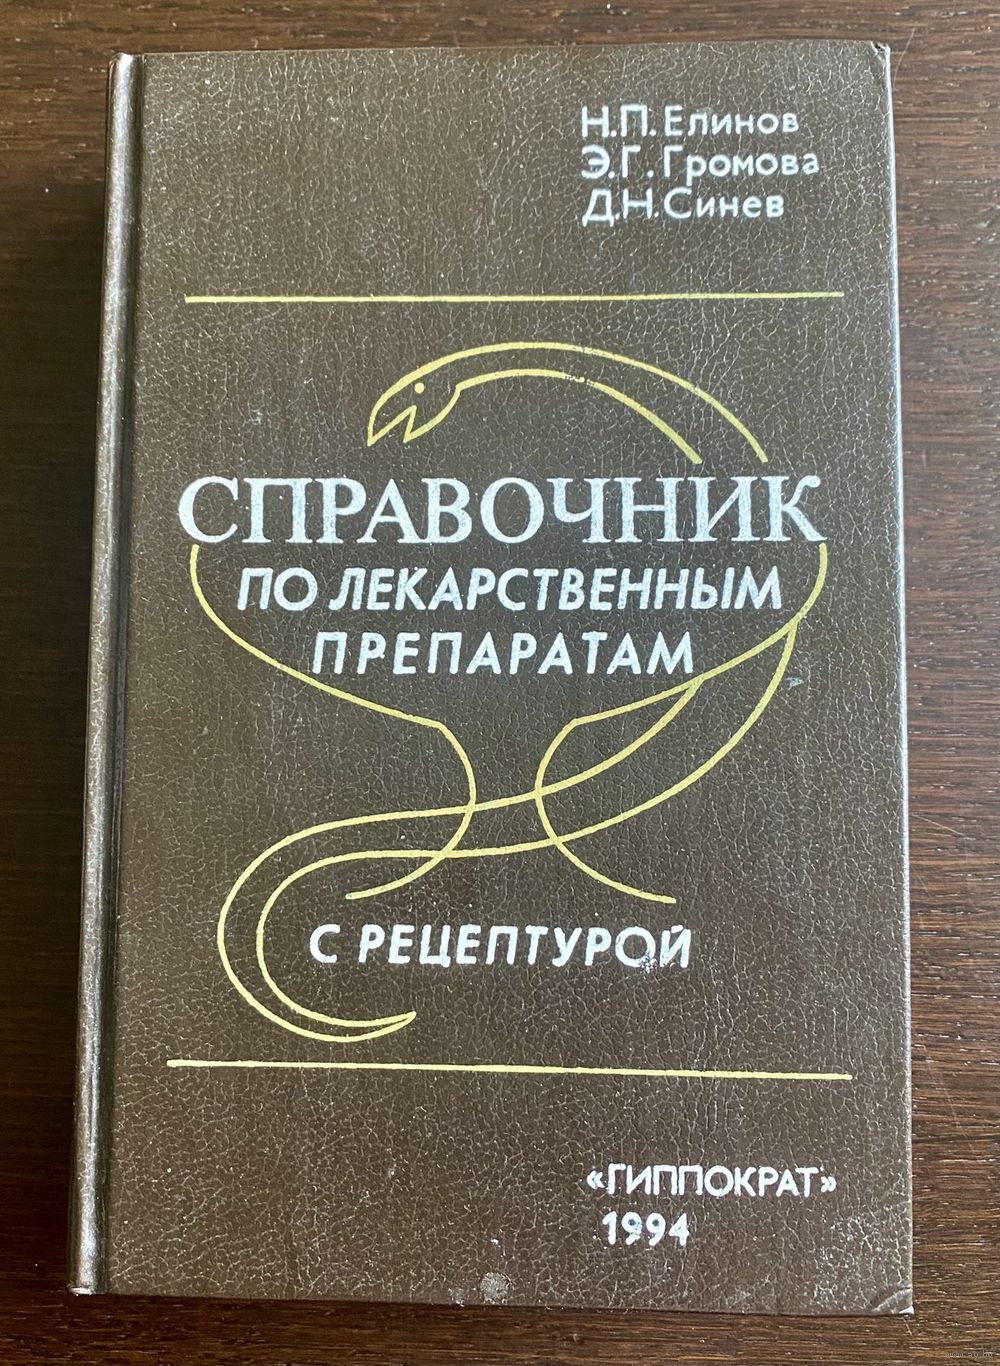 Н.П. Елинов
Э.Г. Громова
Д.Н. Синев
СПРАВОЧНИК
ПО ЛЕКАРСТВЕННЫМ
ПРЕПАРАТАМ
С РЕЦЕПТУРОЙ
«ГИППОКРАТ»
1994